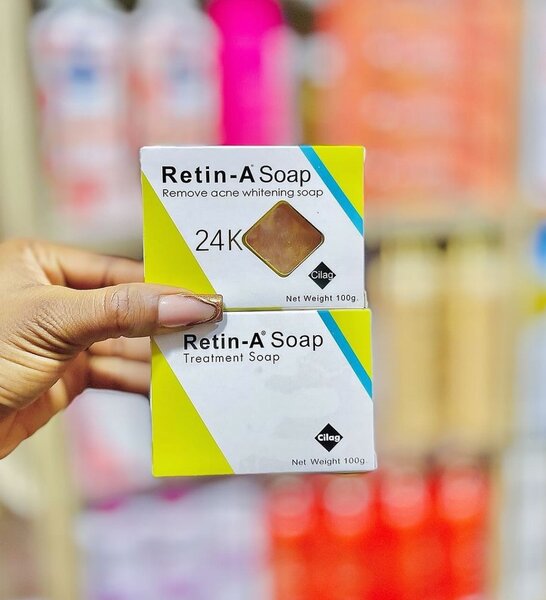 Retin-A™ Soap
Remove acne whitening soap
24K
Cilag
Net Weight 100g.
Retin-A® Soap
Treatment Soap
Cilag
Net Weight 100g.